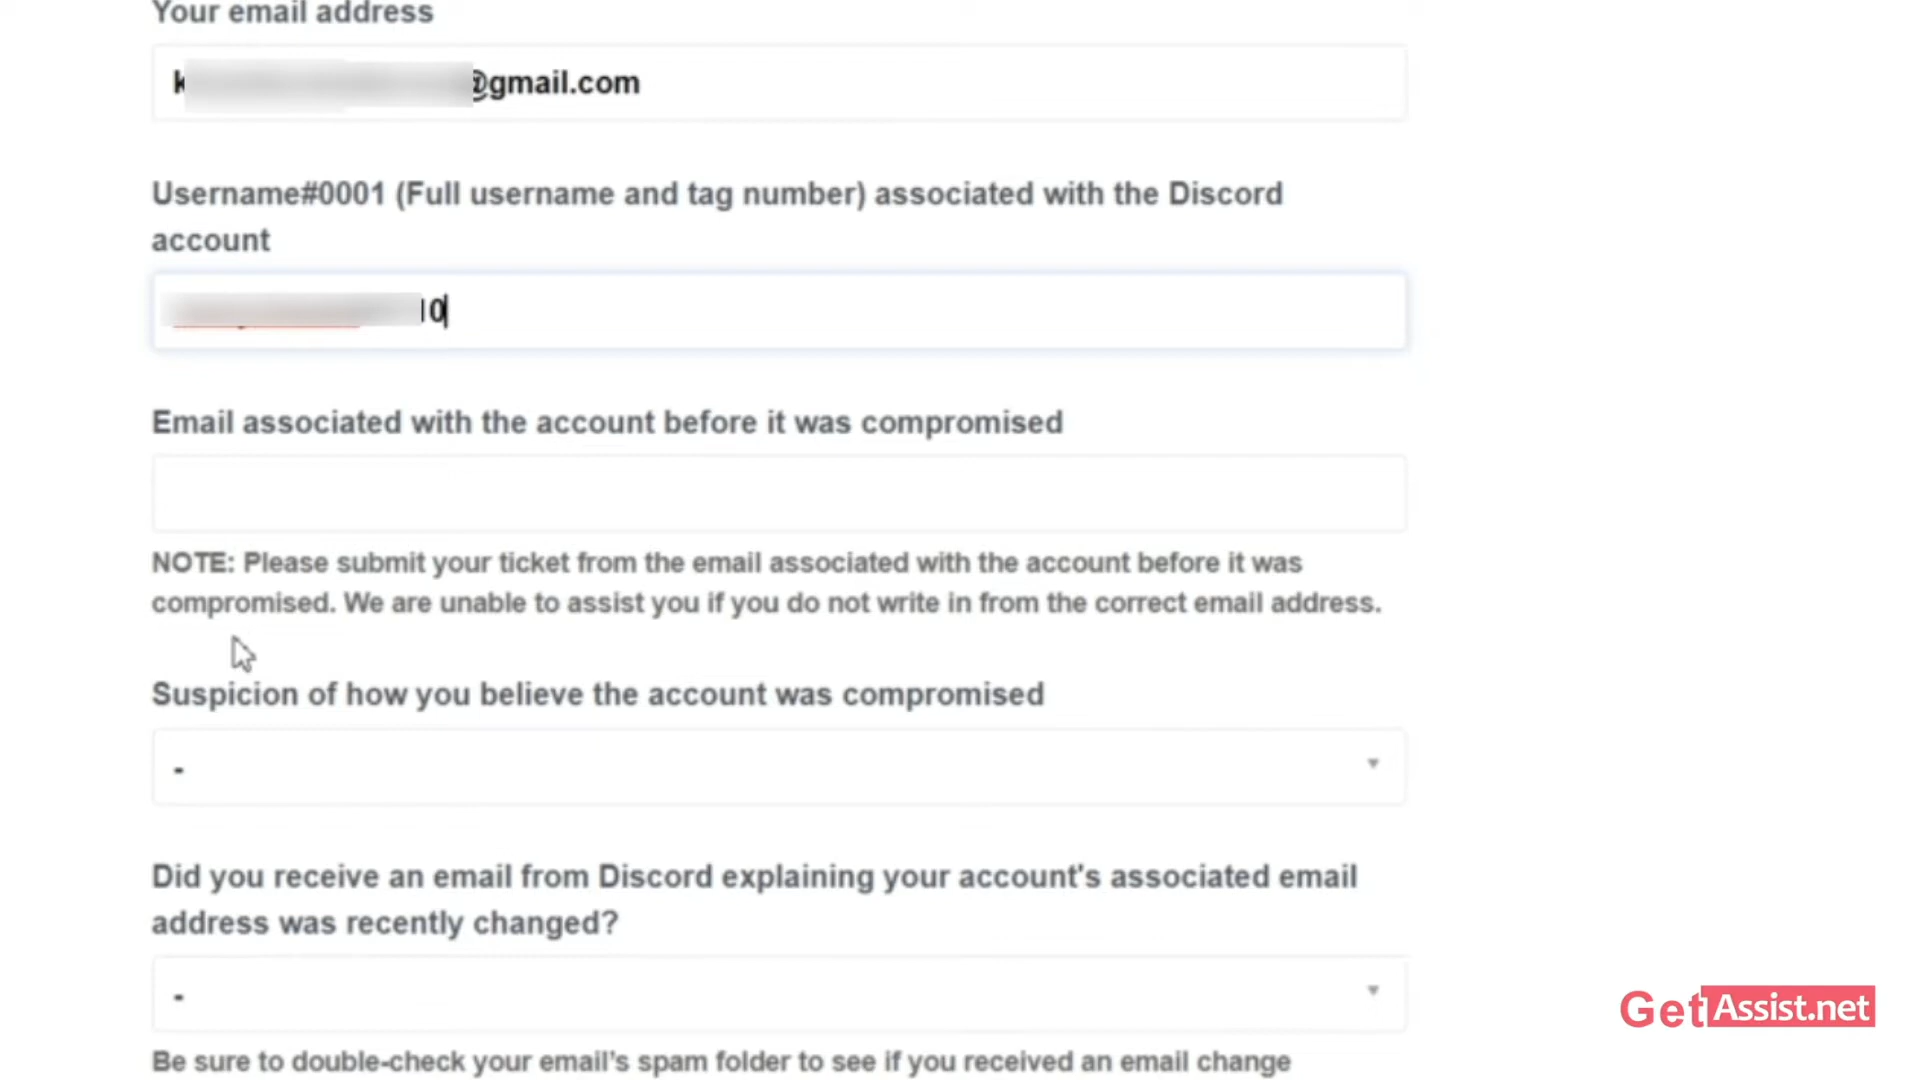 Your email address
@gmail.com
Username#0001 (Full username and tag number) associated with the Discord
account
Email associated with the account before it was compromised
NOTE: Please submit your ticket from the email associated with the account before it was
compromised. We are unable to assist you if you do not write in from the correct email address.
Suspicion of how you believe the account was compromised
-
Did you receive an email from Discord explaining your account's associated email
address was recently changed?
-
Be sure to double-check your email's spam folder to see if you received an email change
GetAssist.net